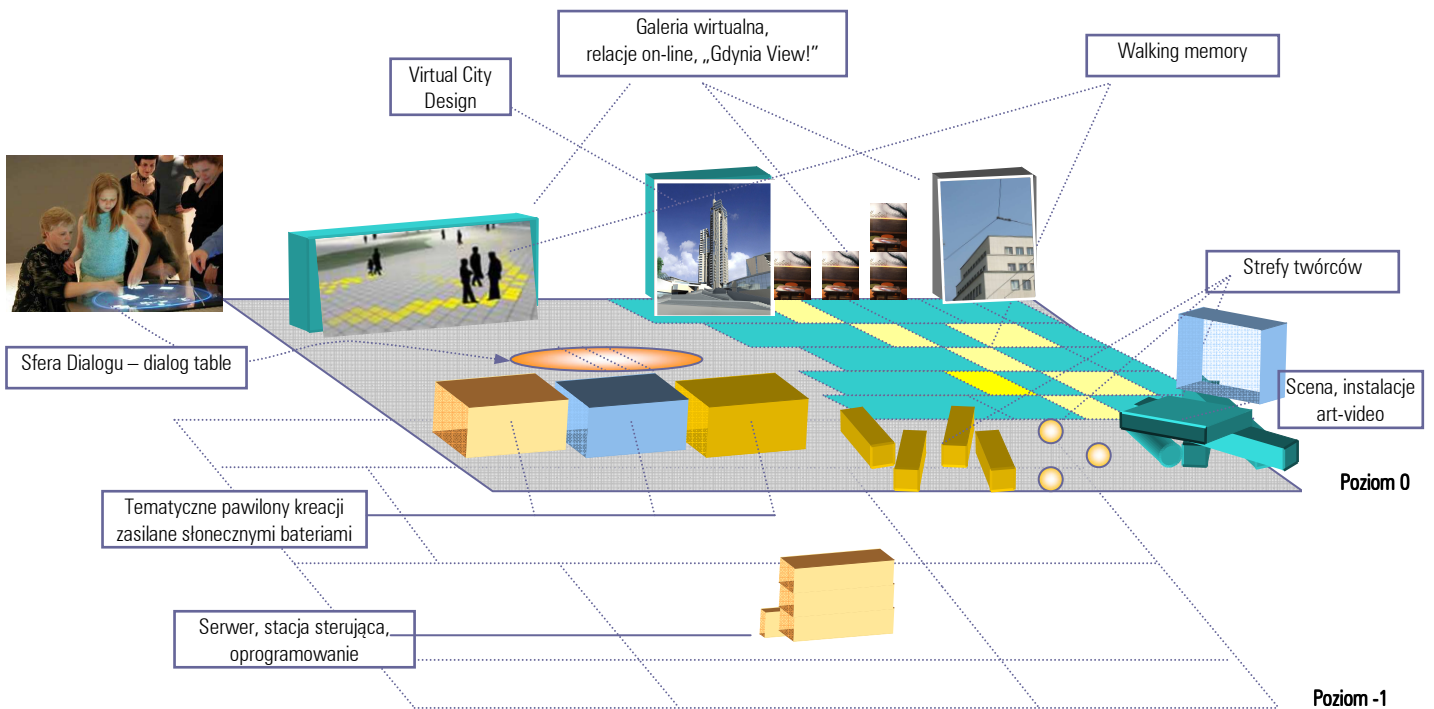 Galeria wirtualna,
relacje on-line, „Gdynia View!”
Walking memory
Virtual City
Design
Strefy twórców
Sfera Dialogu – dialog table
Scena, instalacje
art-video
Poziom 0
Tematyczne pawilony kreacji
zasilane słonecznymi bateriami
Serwer, stacja sterująca,
oprogramowanie
Poziom -1